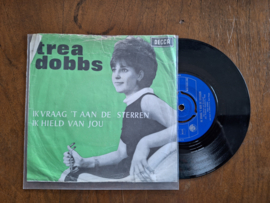 trea
dobbs
DECCA
IK VRAAG 'T AAN DE STERREN
IK HIELD VAN JOU